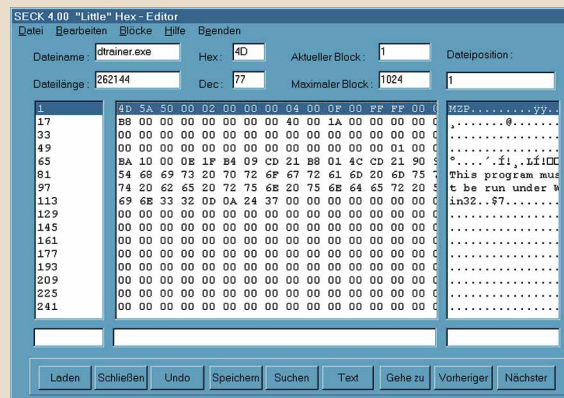 SECK 4.00 "Little" Hex - Editor
Datei Bearbeiten Blöcke Hilfe Beenden
Dateiname : dtrainer.exe Hex : 4D Aktueller Block : 1 Dateiposition :
Dateilänge : 262144 Dec : 77 Maximaler Block : 1024 1
1 4D 5A 50 00 02 00 00 00 04 00 0F 00 FF FF 00 MZP.........ÿÿ..
17 B8 00 00 00 00 00 00 00 40 00 1A 00 00 00 00 ¸.......@.......
33 00 00 00 00 00 00 00 00 00 00 00 00 00 00 00 ................
49 00 00 00 00 00 00 00 00 00 00 00 00 00 01 00 ................
65 BA 10 00 0E 1F B4 09 CD 21 B8 01 4C CD 21 90 º....´.Í!¸.LÍ!
81 54 68 69 73 20 70 72 6F 67 72 61 6D 20 6D 75 This program mus
97 74 20 62 65 20 72 75 6E 20 75 6E 64 65 72 20 t be run under W
113 69 6E 33 32 0D 0A 24 37 00 00 00 00 00 00 00 in32..$7........
129 00 00 00 00 00 00 00 00 00 00 00 00 00 00 00 ................
145 00 00 00 00 00 00 00 00 00 00 00 00 00 00 00 ................
161 00 00 00 00 00 00 00 00 00 00 00 00 00 00 00 ................
177 00 00 00 00 00 00 00 00 00 00 00 00 00 00 00 ................
193 00 00 00 00 00 00 00 00 00 00 00 00 00 00 00 ................
209 00 00 00 00 00 00 00 00 00 00 00 00 00 00 00 ................
225 00 00 00 00 00 00 00 00 00 00 00 00 00 00 00 ................
241 00 00 00 00 00 00 00 00 00 00 00 00 00 00 00 ................
Laden Schließen Undo Speichern Suchen Text Gehe zu Vorheriger Nächster